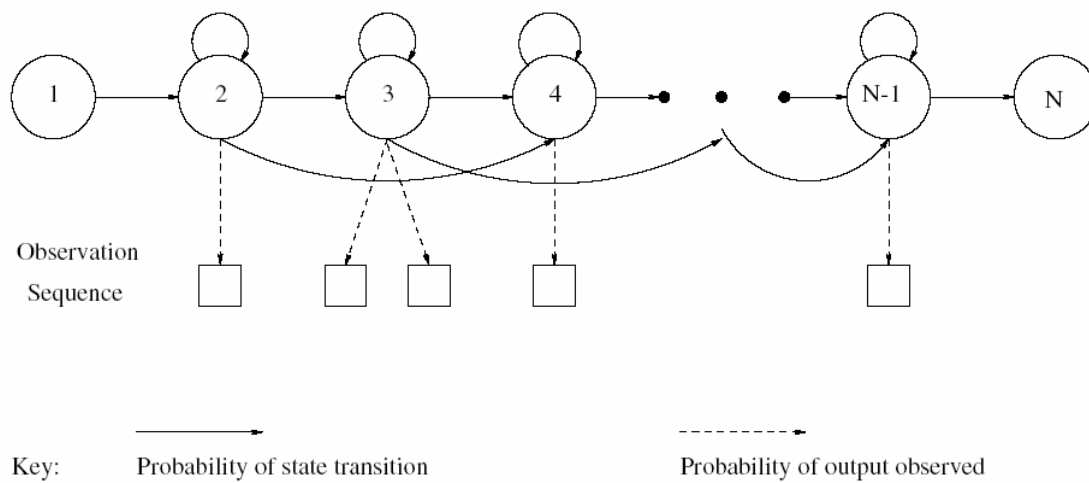 1 2 3 4 N-1 N
Observation
Sequence
Key: Probability of state transition Probability of output observed